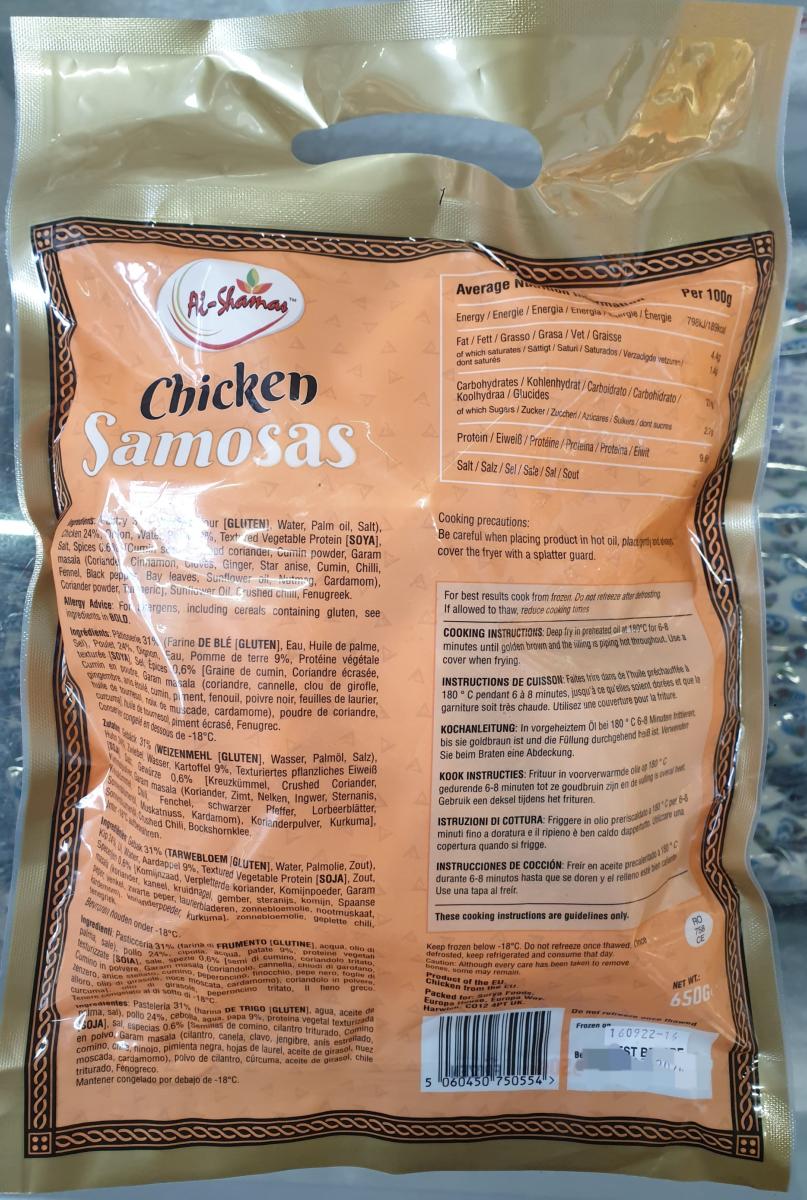 Al-Shamas™
Chicken
Samosas
Ingredients: 31% our [GLUTEN], Water, Palm oil, Salt),
Chicken 24%, Onion, Water, 9%, Textured Vegetable Protein [SOYA],
Salt, Spices 0.6% [Cumin coriander, Cumin powder, Garam
masala (Coriander, Cinnamon, Cloves, Ginger, Star anise, Cumin, Chilli,
Fennel, Black pepper, Bay leaves, Sunflower oil, Nutmeg, Cardamom),
Coriander powder, Turmeric], Sunflower Oil, Crushed chilli, Fenugreek.
Allergy Advice: For allergens, including cereals containing gluten, see
ingredients in BOLD.
Ingrédients: Pâtisserie 31% (Farine DE BLÉ [GLUTEN], Eau, Huile de palme,
Sel), Poulet 24%, Oignon, Eau, Pomme de terre 9%, Protéine végétale
texturée [SOYA], Sel, Épices 0,6% [Graine de cumin, Coriandre écrasée,
Cumin en poudre, Garam masala (coriandre, cannelle, clou de girofle,
gingembre, anis étoilé, cumin, piment, fenouil, poivre noir, feuilles de laurier,
huile de tournesol, noix de muscade, cardamome), poudre de coriandre,
curcuma], huile de tournesol, piment écrasé, Fenugrec.
Conserver congelé en dessous de -18°C.
Zutaten: Gebäck 31% (WEIZENMEHL [GLUTEN], Wasser, Palmöl, Salz),
Zwiebel, Wasser, Kartoffel 9%, Texturiertes pflanzliches Eiweiß
Gewürze 0.6% [Kreuzkümmel, Crushed Coriander,
Garam masala (Koriander, Zimt, Nelken, Ingwer, Sternanis,
Fenchel, schwarzer Pfeffer, Lorbeerblätter,
Muskatnuss, Kardamom), Korianderpulver, Kurkuma],
Crushed Chili, Bockshornklee.
Ingrediënten: Gebak 31% (TARWEBLOEM [GLUTEN], Water, Palmolie, Zout),
Kip 24%, Ui, Water, Aardappel 9%, Textured Vegetable Protein [SOJA], Zout,
Specerijen 0.6% [Komijnzaad, Verpletterde koriander, Komijnpoeder, Garam
masala (koriander, kaneel, kruidnagel, gember, steranijs, komijn, Spaanse
peper, venkel, zwarte peper, laurierbladeren, zonnebloemolie, nootmuskaat,
korianderpoeder, kurkuma], zonnebloemolie, geplette chili,
fenegriek.
Bevroren houden onder -18°C.
Ingredienti: Pasticceria 31% (farina di FRUMENTO [GLUTINE], acqua, olio di
palma, sale), pollo 24%, cipolla, acqua, patate 9%, proteine vegetale
testurizzate [SOIA], sale, spezie 0,6% [semi di cumino, coriandolo tritato,
Cumino in polvere, Garam masala (coriandolo, cannella, chiodi di garofano,
zenzero, anice stellato, cumino, peperoncino, finocchio, pepe nero, foglie di
alloro, olio di girasole, noce moscata, cardamomo), coriandolo in polvere,
curcuma], olio di girasole, peperoncino tritato, il fieno greco.
Tenere congelato al di sotto di -18°C.
Ingredientes: Pastelería 31% (harina DE TRIGO [GLUTEN], agua, aceite de
palma, sal), pollo 24%, cebolla, agua, papa 9%, proteína vegetal texturizada
[SOJA], sal, especias 0.6% [Semillas de comino, cilantro triturado, Comino
en polvo, Garam masala (cilantro, canela, clavo, jengibre, anís estrellado,
comino, chile, hinojo, pimienta negra, hojas de laurel, aceite de girasol, nuez
moscada, cardamomo), polvo de cilantro, cúrcuma, aceite de girasol, chile
triturado, Fenogreco.
Mantener congelado por debajo de -18°C.
Average Nutrition Information Per 100g
Energy / Energie / Energia / Energía / Energie / Énergie 798kJ/189kcal
Fat / Fett / Grasso / Grasa / Vet / Graisse 4.4g
of which saturates / Sättigt / Saturi / Saturados / Verzadigde vetzuren /
dont saturés 1.4g
Carbohydrates / Kohlenhydrat / Carboidrato / Carbohidrato /
Koolhydraa / Glucides
of which Sugars / Zucker / Zuccheri / Azúcares / Suikers / dont sucres 2.7g
Protein / Eiweiß / Protéine / Proteina / Proteína / Eiwit
Salt / Salz / Sel / Sale / Sal / Sout
Cooking precautions:
Be careful when placing product in hot oil, place gently and always
cover the fryer with a splatter guard.
For best results cook from frozen. Do not refreeze after defrosting.
If allowed to thaw, reduce cooking times
COOKING INSTRUCTIONS: Deep fry in preheated oil at 180°C for 6-8
minutes until golden brown and the filling is piping hot throughout. Use a
cover when frying.
INSTRUCTIONS DE CUISSON: Faites frire dans de l'huile préchauffée à
180 ° C pendant 6 à 8 minutes, jusqu'à ce qu'elles soient dorées et que la
garniture soit très chaude. Utilisez une couverture pour la friture.
KOCHANLEITUNG: In vorgeheiztem Öl bei 180 ° C 6-8 Minuten frittieren,
bis sie goldbraun ist und die Füllung durchgehend heiß ist. Verwenden
Sie beim Braten eine Abdeckung.
KOOK INSTRUCTIES: Frituur in voorverwarmde olie op 180 ° C
gedurende 6-8 minuten tot ze goudbruin zijn en de vulling is overal heet.
Gebruik een deksel tijdens het frituren.
ISTRUZIONI DI COTTURA: Friggere in olio preriscaldato a 180 ° C per 6-8
minuti fino a doratura e il ripieno è ben caldo dappertutto. Utilizzare una
copertura quando si frigge.
INSTRUCCIONES DE COCCIÓN: Freír en aceite precalentado a 180 ° C
durante 6-8 minutos hasta que se doren y el relleno esté bien caliente
Use una tapa al freír.
These cooking instructions are guidelines only.
Keep frozen below -18°C. Do not refreeze once thawed. Once
defrosted, keep refrigerated and consume that day.
Caution: Although every care has been taken to remove
bones, some may remain.
Product of the EU.
Chicken from the EU.
Packed for: Surya Foods,
Europa House, Europa Way,
Harwich, CO12 4PT UK.
RO
758
CE
NET WT.:
650G
Do not refreeze once thawed
Frozen on
160922-14
Be
ST BE
5 060450 750554 >